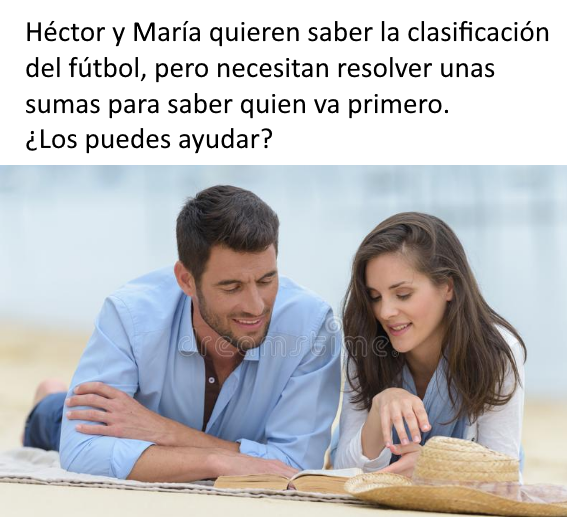 Héctor y María quieren saber la clasificación
del fútbol, pero necesitan resolver unas
sumas para saber quien va primero.
¿Los puedes ayudar?
dreamstime